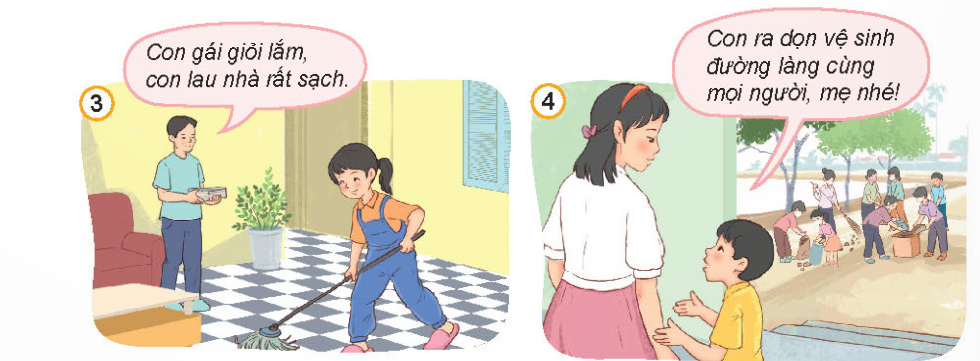 Con gái giỏi lắm,
con lau nhà rất sạch.
3
Con ra dọn vệ sinh
đường làng cùng
mọi người, mẹ nhé!
4